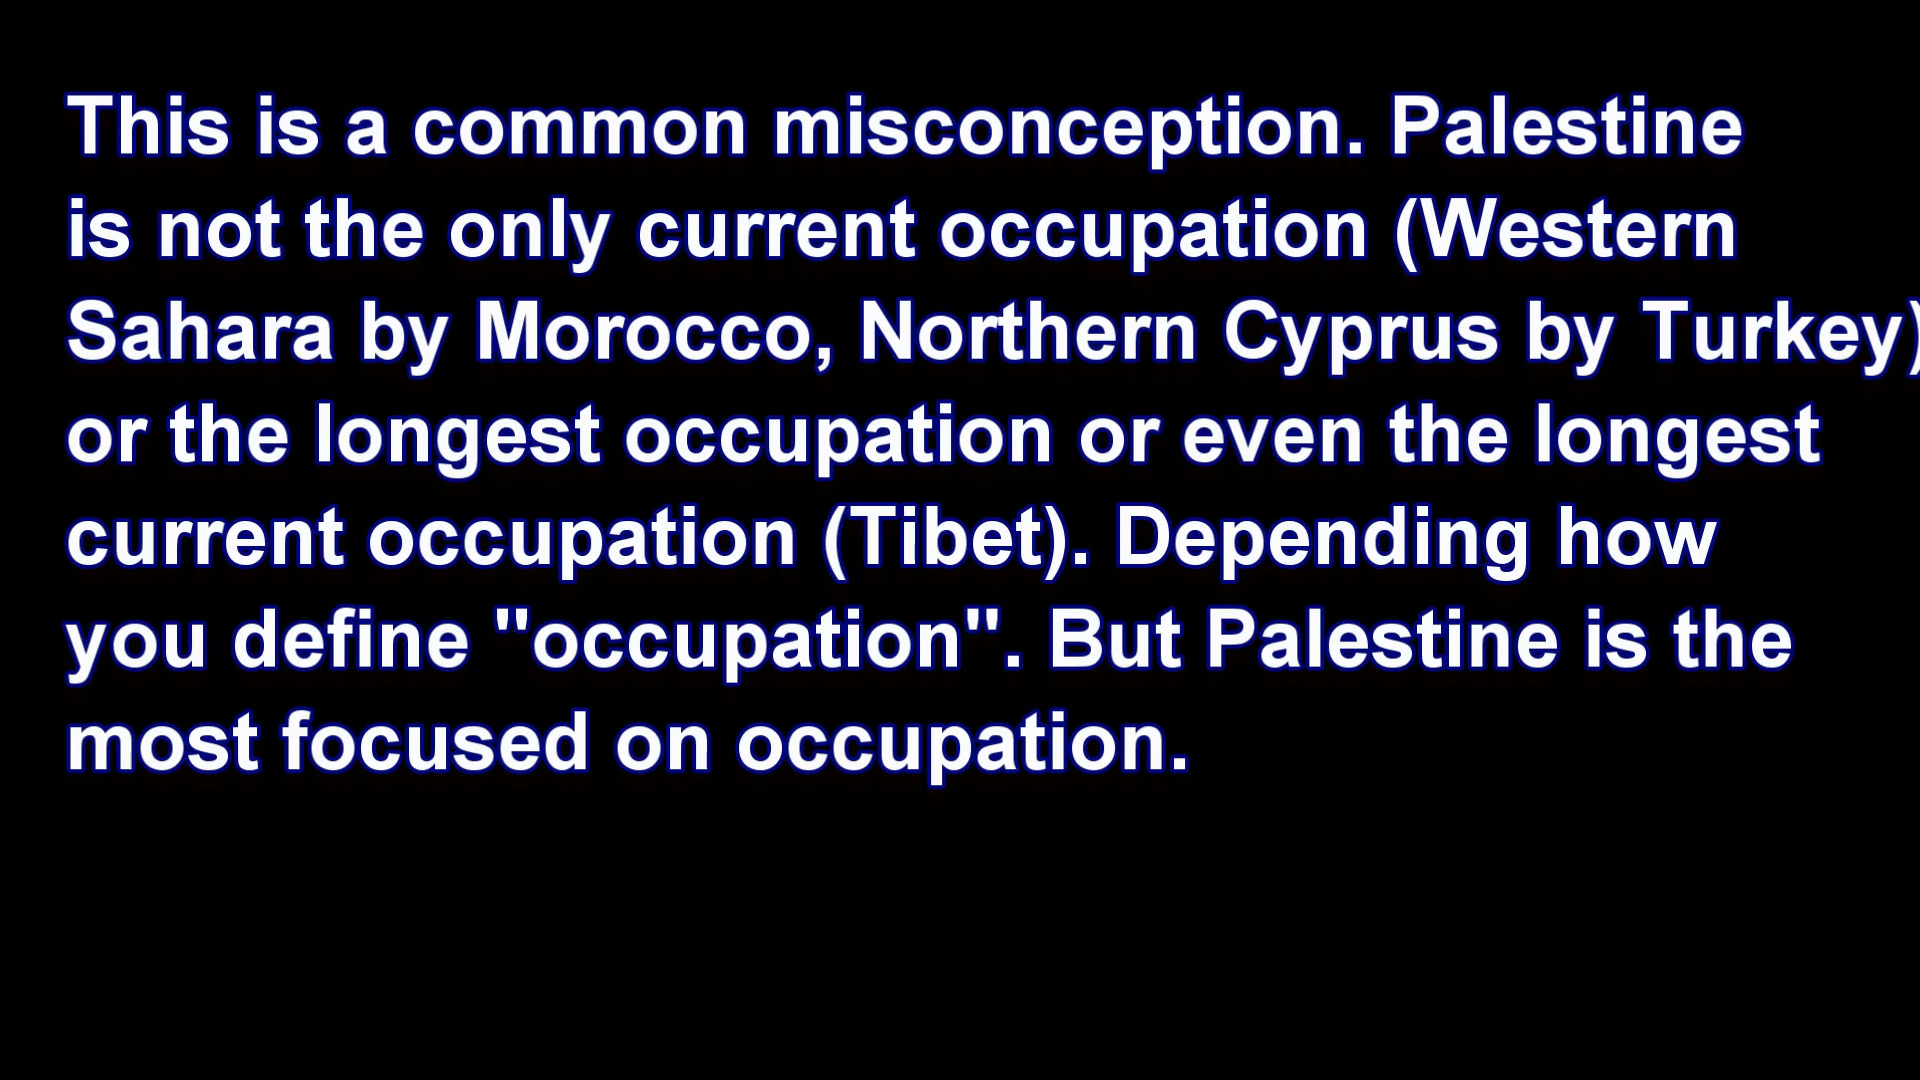 This is a common misconception. Palestine
is not the only current occupation (Western
Sahara by Morocco, Northern Cyprus by Turkey)
or the longest occupation or even the longest
current occupation (Tibet). Depending how
you define "occupation". But Palestine is the
most focused on occupation.